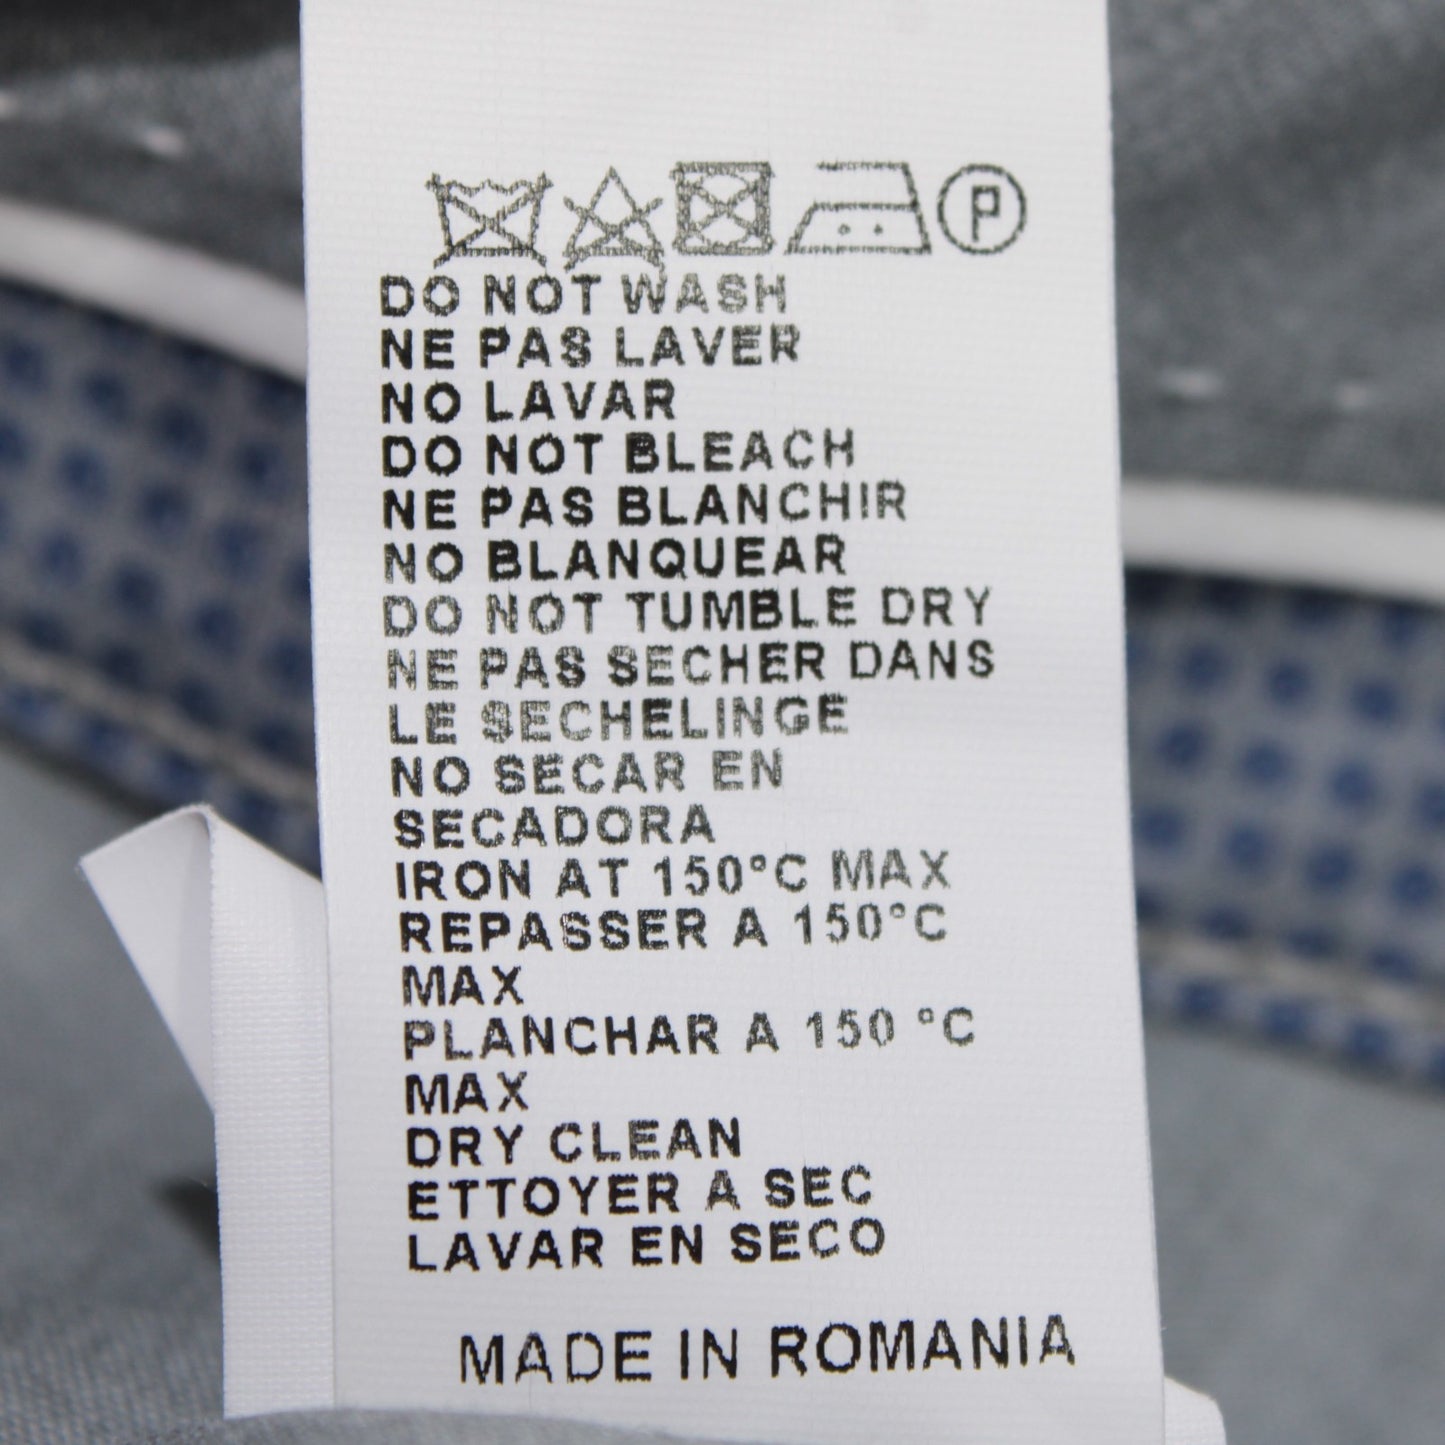 P
DO NOT WASH
NE PAS LAVER
NO LAVAR
DO NOT BLEACH
NE PAS BLANCHIR
NO BLANQUEAR
DO NOT TUMBLE DRY
NE PAS SECHER DANS
LE SECHELINGE
NO SECAR EN
SECADORA
IRON AT 150°C MAX
REPASSER A 150°C
MAX
PLANCHAR A 150 °C
MAX
DRY CLEAN
ETTOYER A SEC
LAVAR EN SECO
MADE IN ROMANIA